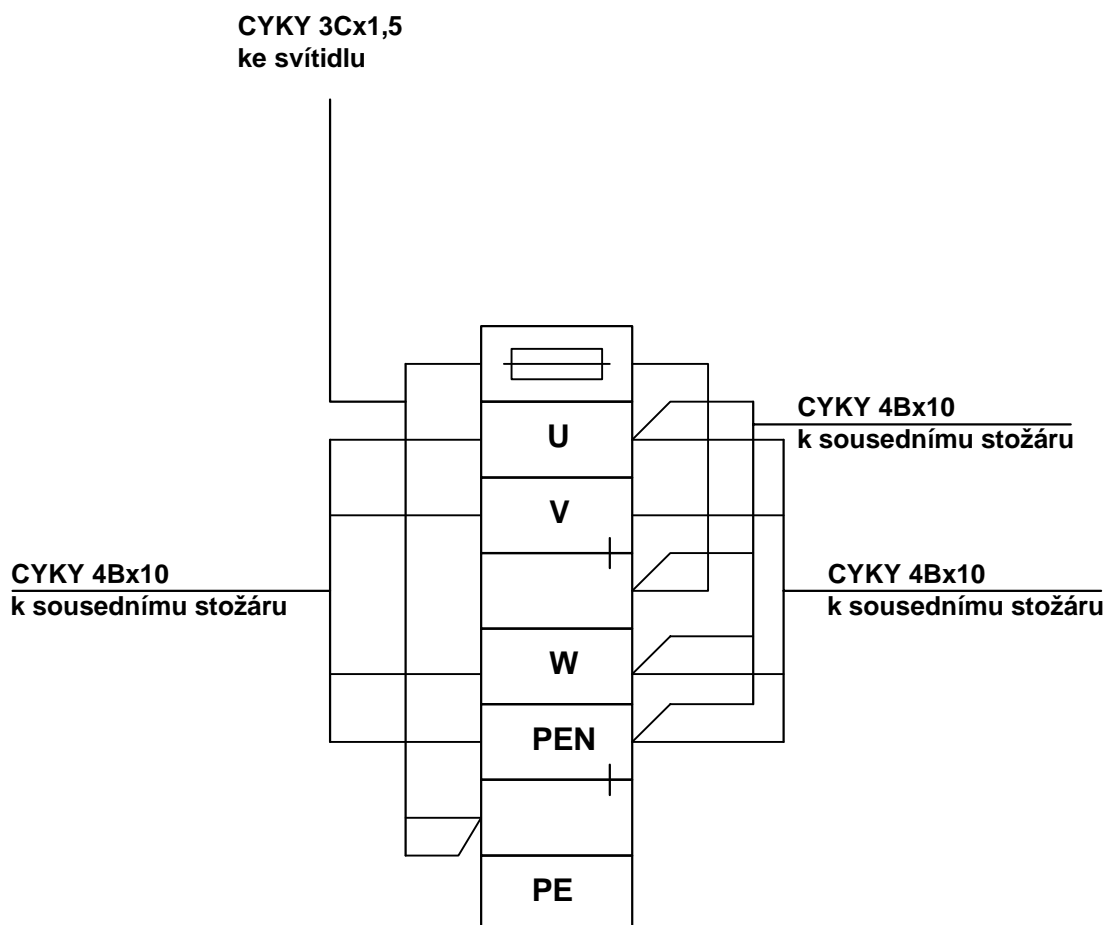 CYKY 3Cx1,5
ke svítidlu
CYKY 4Bx10
k sousednímu stožáru
U
V
CYKY 4Bx10
k sousednímu stožáru
CYKY 4Bx10
k sousednímu stožáru
W
PEN
PE